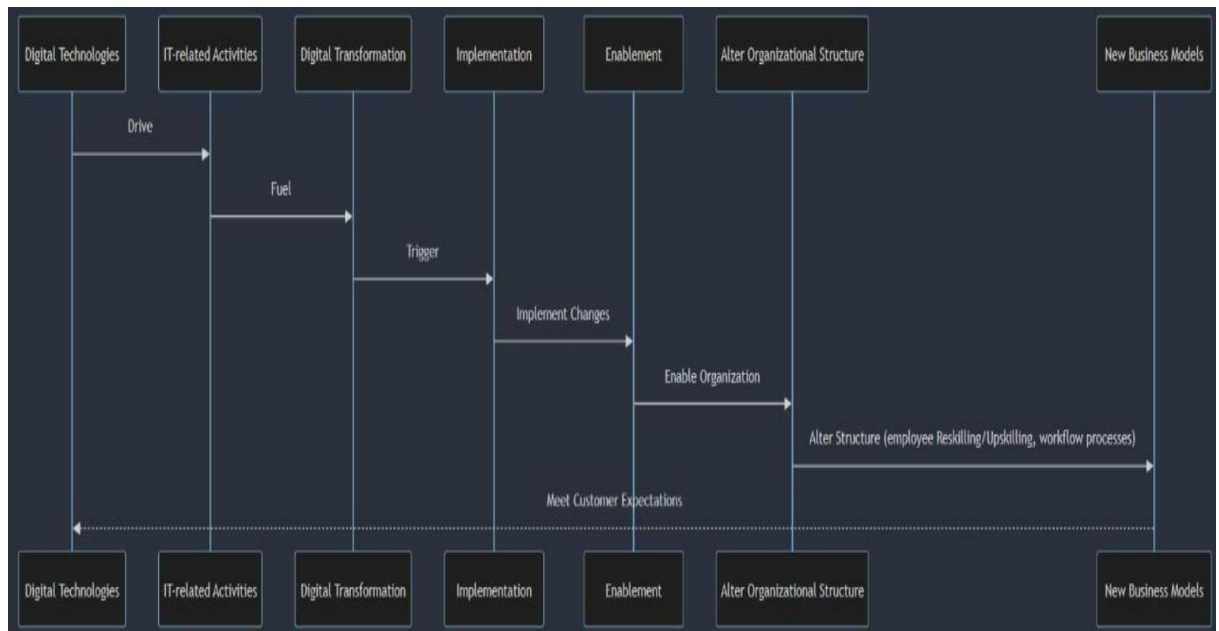 Digital Technologies
IT-related Activities
Digital Transformation
Implementation
Enablement
Alter Organizational Structure
New Business Models
Drive
Fuel
Trigger
Implement Changes
Enable Organization
Alter Structure (employee Reskilling/Upskilling, workflow processes)
Meet Customer Expectations
Digital Technologies
IT-related Activities
Digital Transformation
Implementation
Enablement
Alter Organizational Structure
New Business Models